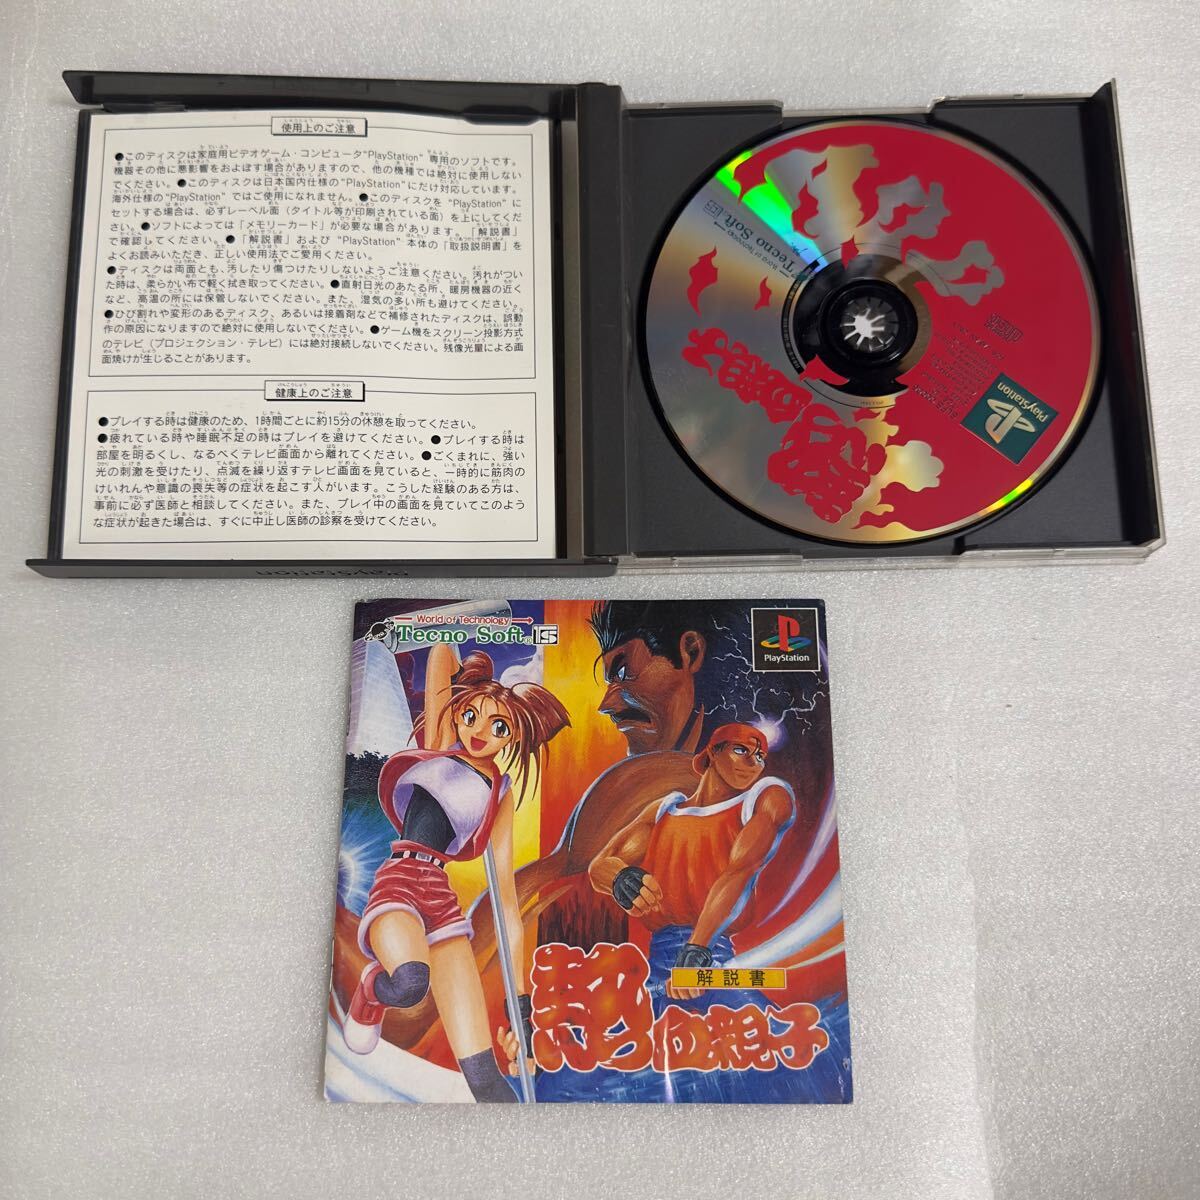 使用上のご注意
●このディスクは家庭用ビデオゲーム・コンピュータ"PlayStation" 専用のソフトです。
機器その他に悪影響をおよぼす場合がありますので、他の機種では絶対に使用しない
でください。●このディスクは日本国内仕様の"PlayStation"にだけ対応しています。
海外仕様の"PlayStation" ではご使用になれません。●このディスクを "PlayStation" に
セットする場合は、必ずレーベル面（タイトル等が印刷されている面）を上にしてくだ
さい。●ソフトによっては「メモリーカード」が必要な場合があります。「解説書」
で確認してください。●「解説書」および "PlayStation" 本体の「取扱説明書」を
よくお読みいただき、正しい使用法でご愛用ください。
●ディスクは両面とも、汚したり傷つけたりしないようご注意ください。汚れがつい
た時は、柔らかい布で軽く拭き取ってください。●直射日光のあたる所、暖房機器の近く
など、高温の所には保管しないでください。また、湿気の多い所も避けてください。
●ひび割れや変形のあるディスク、あるいは接着剤などで補修されたディスクは、誤動
作の原因になりますので絶対に使用しないでください。●ゲーム機をスクリーン投影方式
のテレビ（プロジェクション・テレビ）には絶対接続しないでください。残像光量による画
面焼けが生じることがあります。
健康上のご注意
●プレイする時は健康のため、1時間ごとに約15分の休憩を取ってください。
●疲れている時や睡眠不足の時はプレイを避けてください。●プレイする時は
部屋を明るくし、なるべくテレビ画面から離れてください。●ごくまれに、強い
光の刺激を受けたり、点滅を繰り返すテレビ画面を見ていると、一時的に筋肉の
けいれんや意識の喪失等の症状を起こす人がいます。こうした経験のある方は、
事前に必ず医師と相談してください。また、プレイ中の画面を見ていてこのよう
な症状が起きた場合は、すぐに中止し医師の診察を受けてください。
PlayStation
World of Technology
Tecno Soft
熱血親子
PlayStation
World of Technology
Tecno Soft
PlayStation
解説書
熱血親子